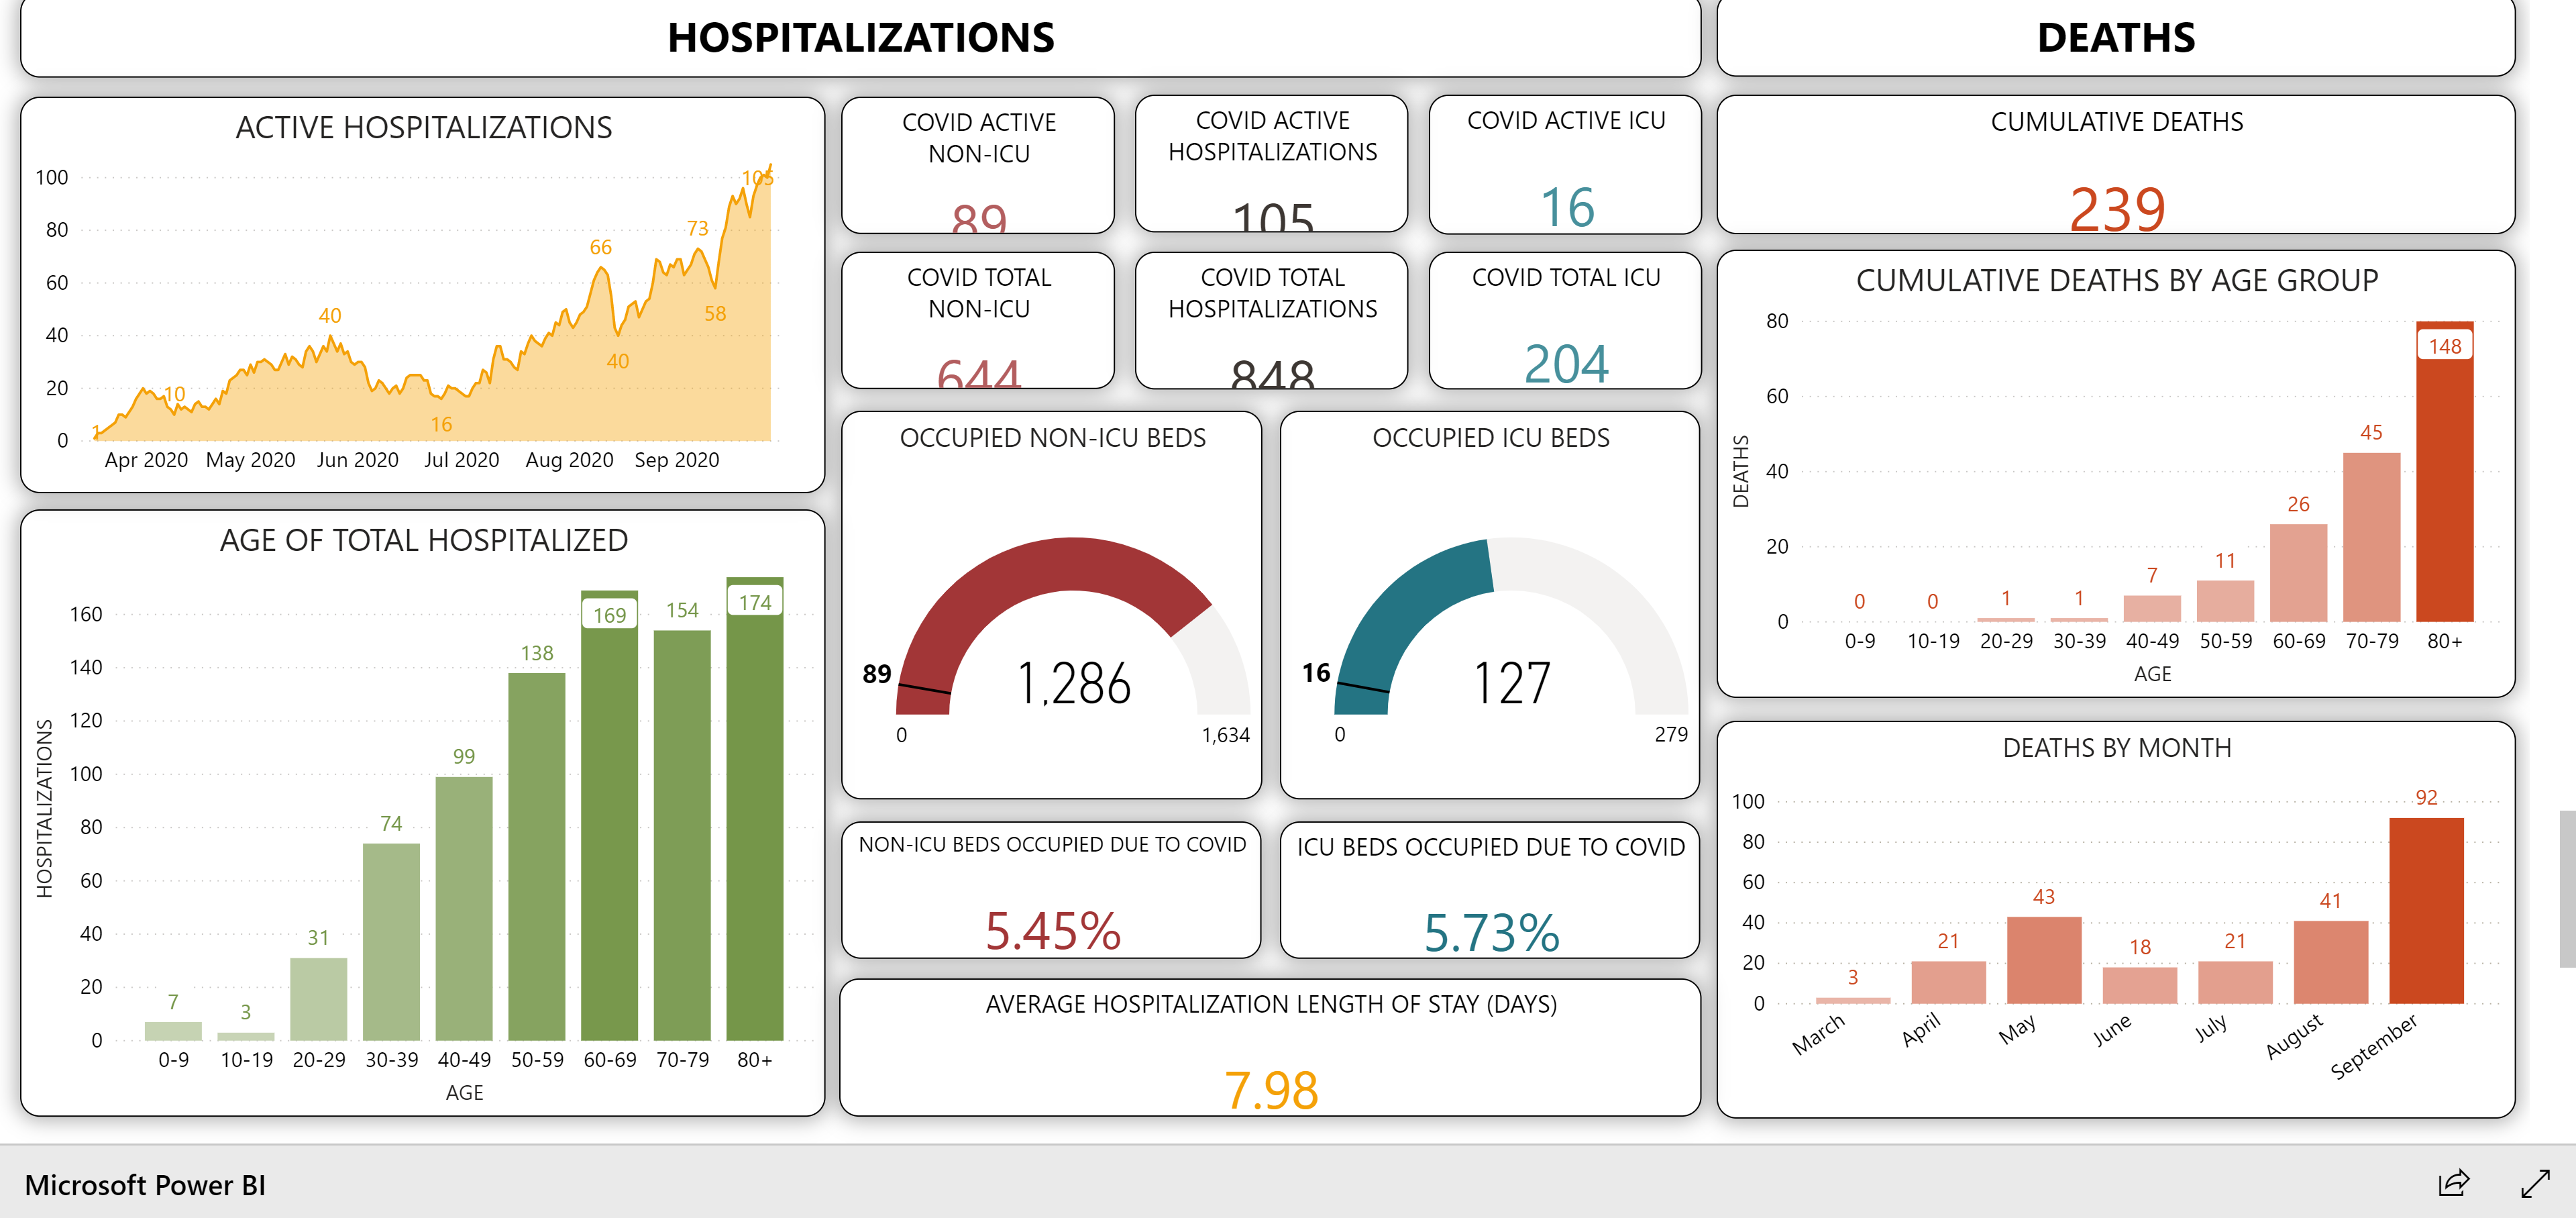 HOSPITALIZATIONS
DEATHS
ACTIVE HOSPITALIZATIONS
100
80
60
40
20
0
1
10
40
16
66
40
73
58
105
Apr 2020 May 2020 Jun 2020 Jul 2020 Aug 2020 Sep 2020
AGE OF TOTAL HOSPITALIZED
HOSPITALIZATIONS
160
140
120
100
80
60
40
20
0
7
3
31
74
99
138
169
154
174
0-9 10-19 20-29 30-39 40-49 50-59 60-69 70-79 80+
AGE
COVID ACTIVE
NON-ICU
89
COVID ACTIVE
HOSPITALIZATIONS
105
COVID ACTIVE ICU
16
COVID TOTAL
NON-ICU
644
COVID TOTAL
HOSPITALIZATIONS
848
COVID TOTAL ICU
204
OCCUPIED NON-ICU BEDS
89
1,286
0
1,634
OCCUPIED ICU BEDS
16
127
0
279
NON-ICU BEDS OCCUPIED DUE TO COVID
5.45%
ICU BEDS OCCUPIED DUE TO COVID
5.73%
AVERAGE HOSPITALIZATION LENGTH OF STAY (DAYS)
7.98
CUMULATIVE DEATHS
239
CUMULATIVE DEATHS BY AGE GROUP
DEATHS
80
60
40
20
0
0
0
1
1
7
11
26
45
148
0-9 10-19 20-29 30-39 40-49 50-59 60-69 70-79 80+
AGE
DEATHS BY MONTH
100
80
60
40
20
0
3
21
43
18
21
41
92
March April May June July August September
Microsoft Power BI